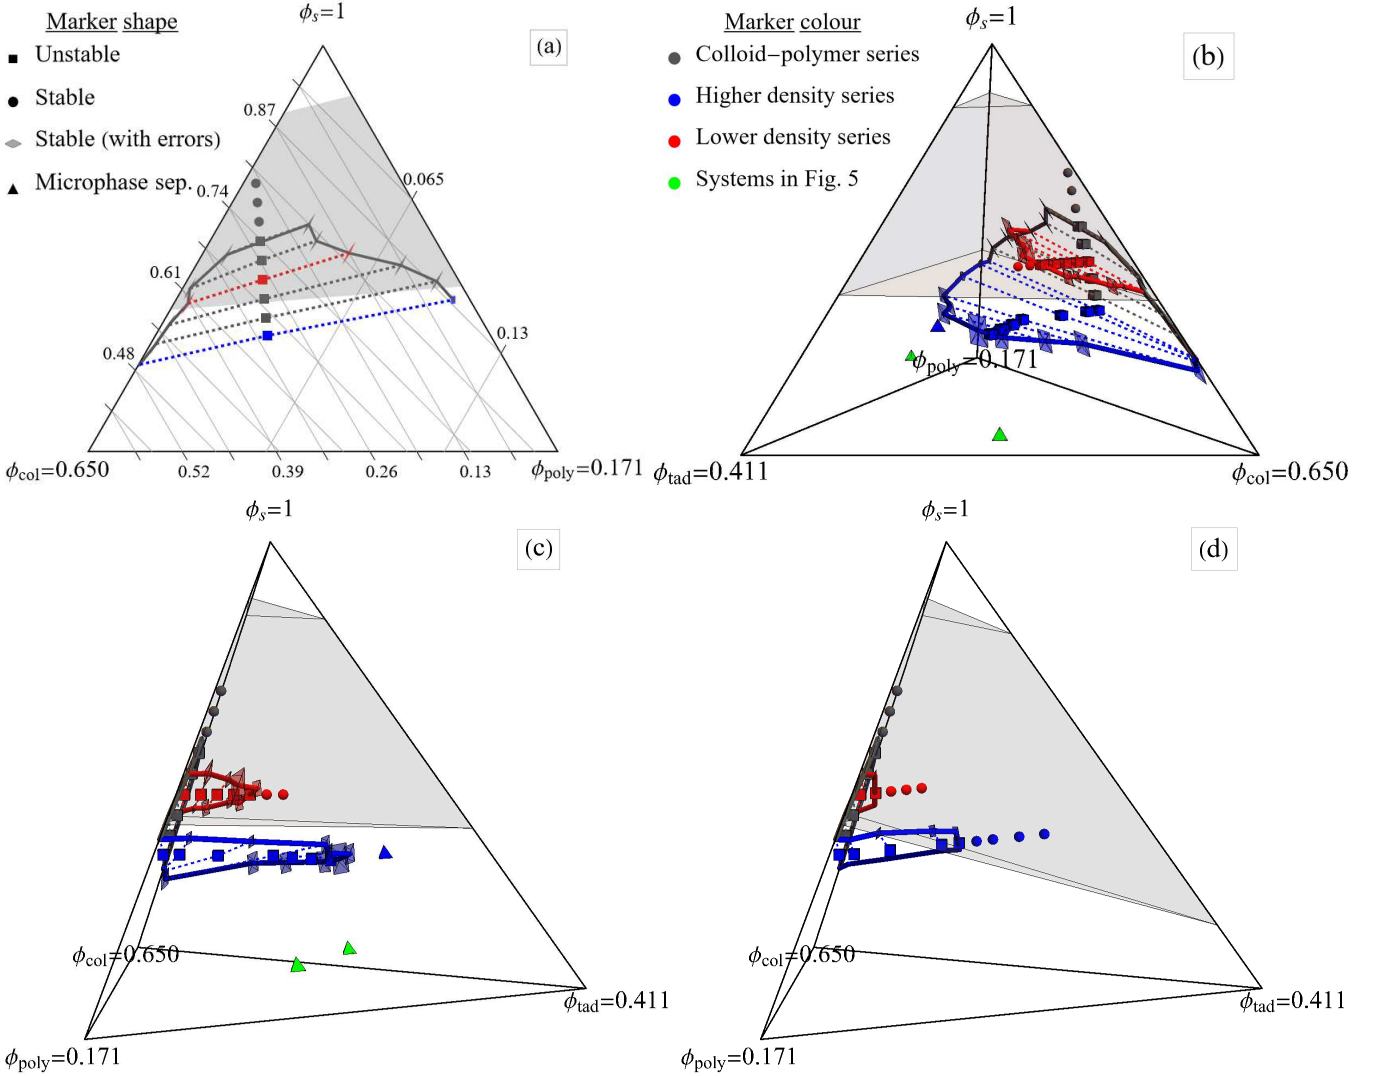 Marker shape
Unstable
Stable
Stable (with errors)
Microphase sep.
ϕs=1
(a)
0.87
0.74
0.065
0.61
0.48
0.13
ϕcol=0.650
0.52
0.39
0.26
0.13
ϕpoly=0.171
Marker colour
Colloid−polymer series
Higher density series
Lower density series
Systems in Fig. 5
ϕs=1
(b)
ϕpoly=0.171
ϕtad=0.411
ϕcol=0.650
ϕs=1
(c)
ϕcol=0.650
ϕtad=0.411
ϕpoly=0.171
ϕs=1
(d)
ϕcol=0.650
ϕtad=0.411
ϕpoly=0.171